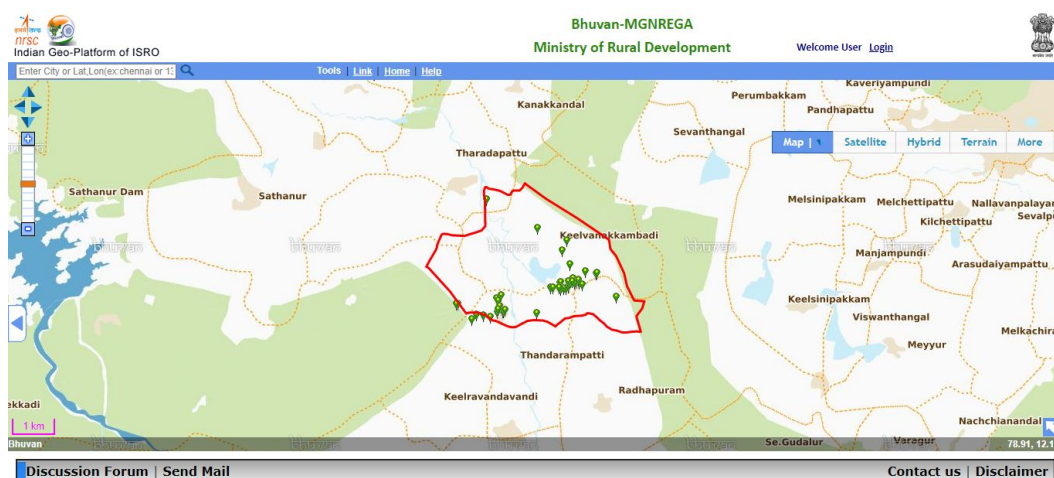 Bhuvan-MGNREGA
Ministry of Rural Development
nrsc
Indian Geo-Platform of ISRO
Welcome User Login
Enter City or Lat,Lon(ex:chennai or 13
Tools | Link | Home | Help
Map | Satellite Hybrid Terrain More
Kaveriyampundi
Perumbakkam
Pandhapattu
Kanakkandal
Sevanthangal
Tharadapattu
Sathanur Dam
Sathanur
Melsinipakkam Melchettipattu Nallavanpalayam
Sevalp
Kilchettipattu
Keelvanakkambadi
bhuvan bhuvan bhuvan bhuvan bhuvan
Manjampundi
Arasudaiyampattu
Keelsinipakkam
Viswanthangal
Melkachira
Meyyur
Thandarampatti
Radhapuram
Keelravandavandi
ekkadi
Nachchianandal
1 km
Bhuvan
Se.Gudalur
Varagur
78.91, 12.1
Discussion Forum | Send Mail
Contact us | Disclaimer